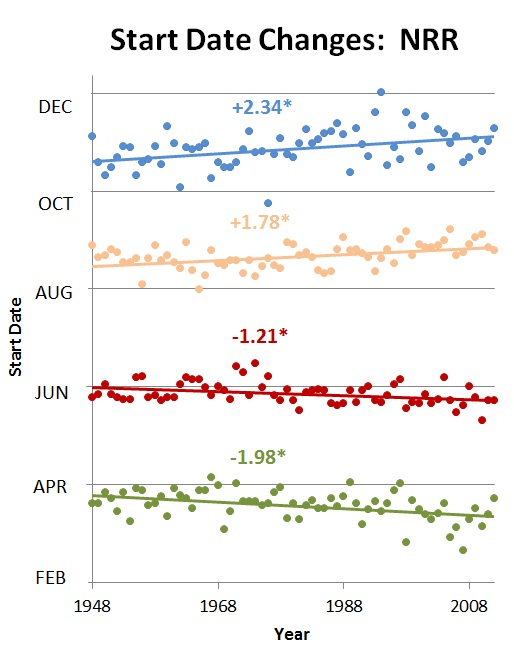 Start Date Changes:  NRR
DEC
+2.34*
OCT
+1.78*
AUG
Start Date
-1.21*
JUN
-1.98*
APR
FEB
1948 1968 1988 2008
Year